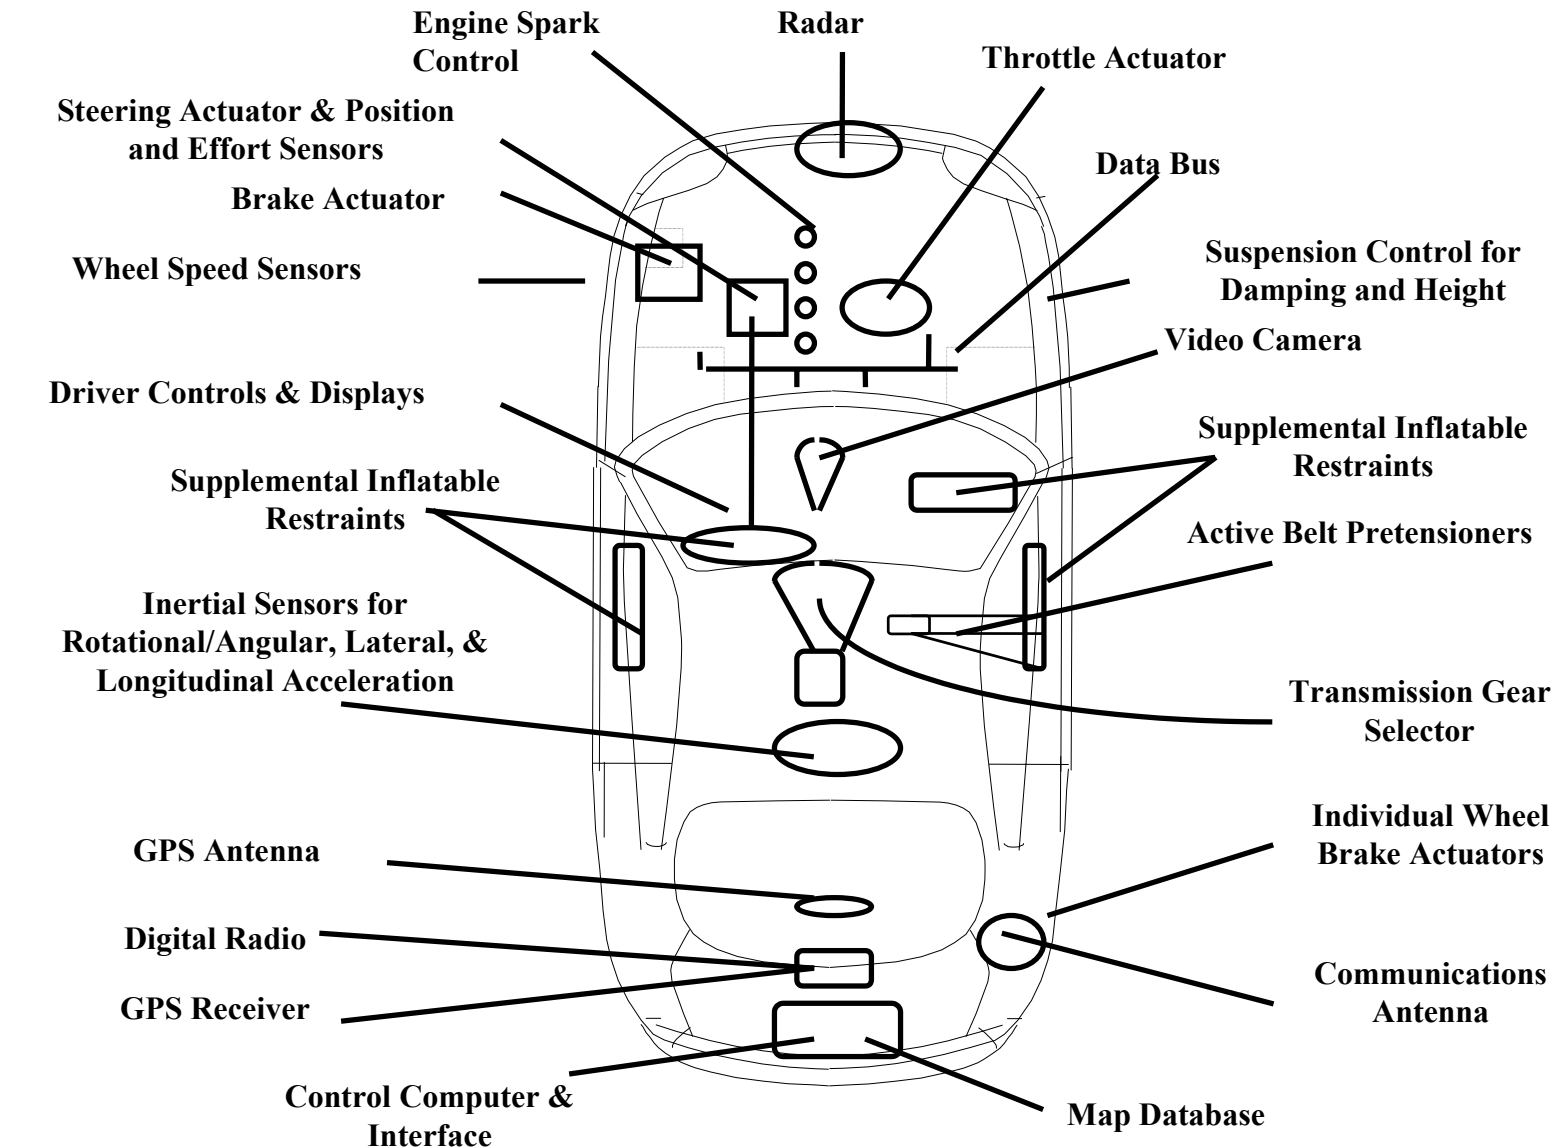 Engine Spark
Control
Radar
Throttle Actuator
Steering Actuator & Position
and Effort Sensors
Data Bus
Brake Actuator
Wheel Speed Sensors
Suspension Control for
Damping and Height
Video Camera
Driver Controls & Displays
Supplemental Inflatable
Restraints
Supplemental Inflatable
Restraints
Active Belt Pretensioners
Inertial Sensors for
Rotational/Angular, Lateral, &
Longitudinal Acceleration
Transmission Gear
Selector
Individual Wheel
Brake Actuators
GPS Antenna
Digital Radio
Communications
Antenna
GPS Receiver
Control Computer &
Interface
Map Database